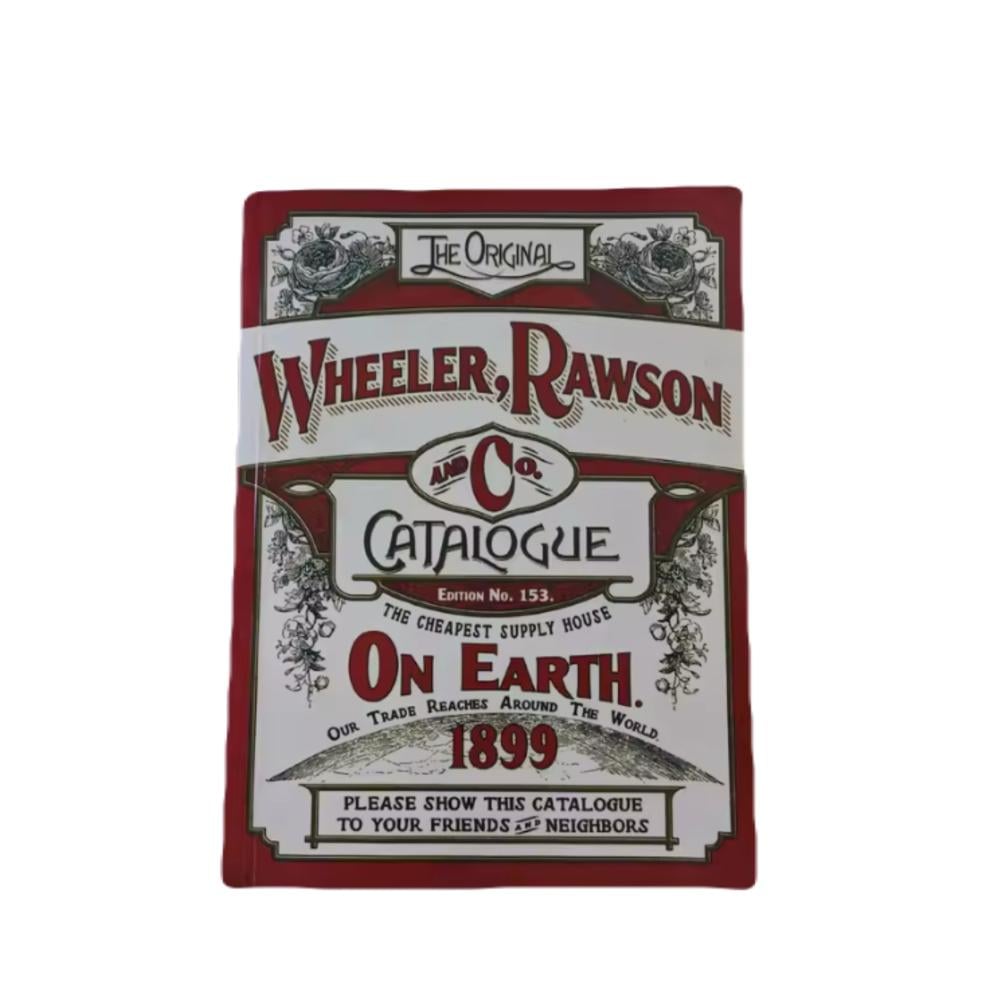 The Original
Wheeler, Rawson
and Co.
Catalogue
Edition No. 153.
The Cheapest Supply House
On Earth.
Our Trade Reaches Around The World.
1899
Please show this catalogue
to your friends and neighbors